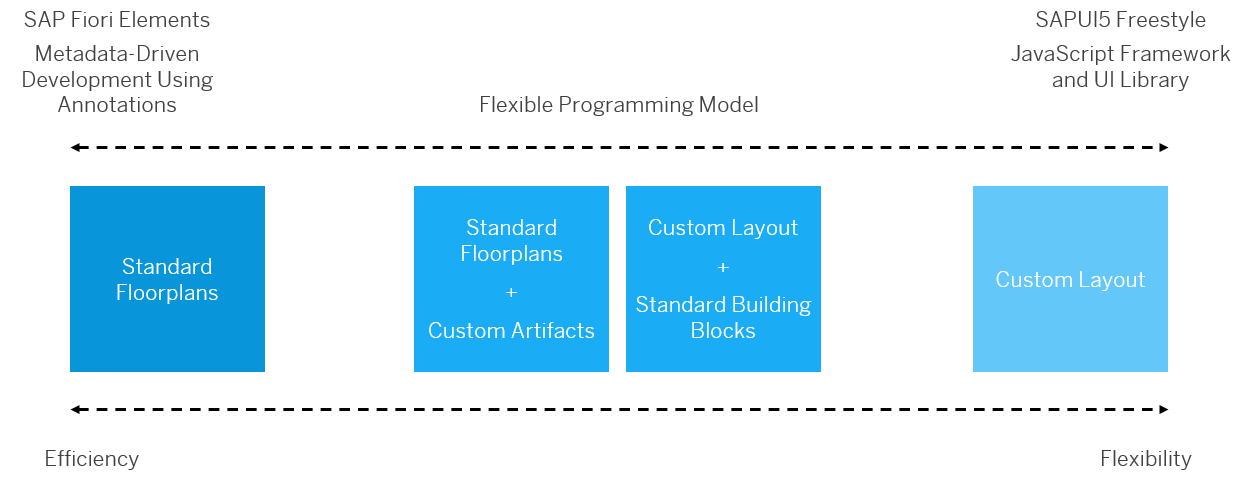 SAP Fiori Elements
Metadata-Driven
Development Using
Annotations
Flexible Programming Model
SAPUI5 Freestyle
JavaScript Framework
and UI Library
Standard
Floorplans
Standard
Floorplans
+
Custom Artifacts
Custom Layout
+
Standard Building
Blocks
Custom Layout
Efficiency
Flexibility